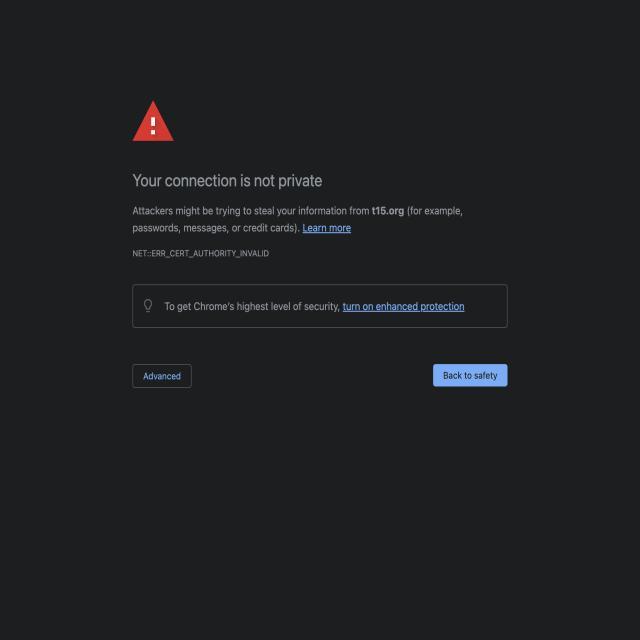 Your connection is not private
Attackers might be trying to steal your information from t15.org (for example,
passwords, messages, or credit cards). Learn more
NET::ERR_CERT_AUTHORITY_INVALID
To get Chrome's highest level of security, turn on enhanced protection
Advanced
Back to safety